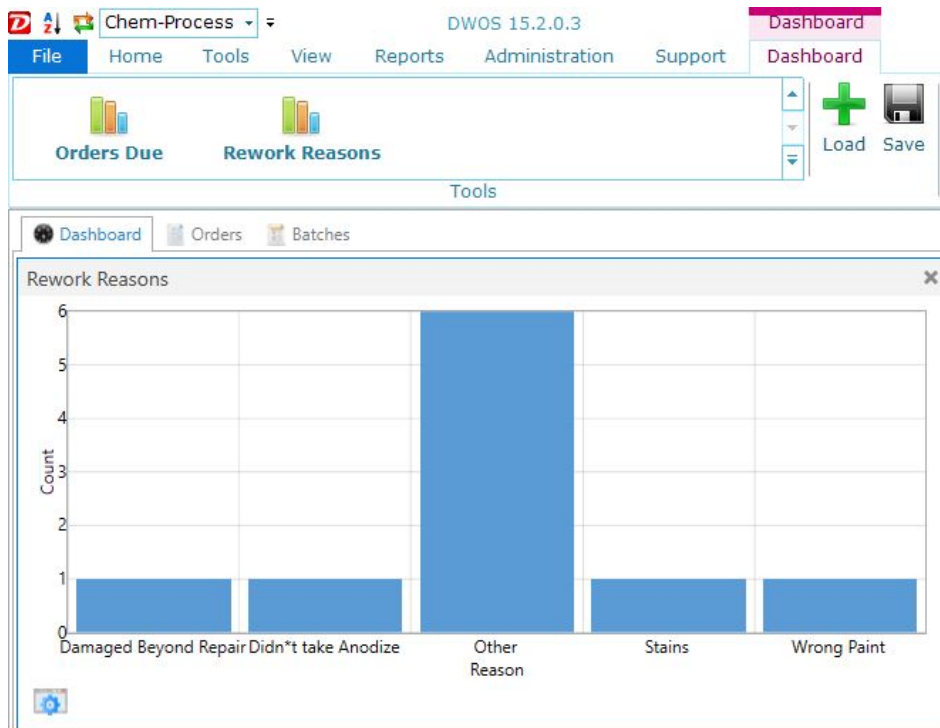 Chem-Process
DWOS 15.2.0.3
Dashboard
File Home Tools View Reports Administration Support Dashboard
Orders Due Rework Reasons
Load Save
Tools
Dashboard Orders Batches
Rework Reasons
6
5
4
3
2
1
0
Count
Damaged Beyond Repair Didn*t take Anodize Other Stains Wrong Paint
Reason